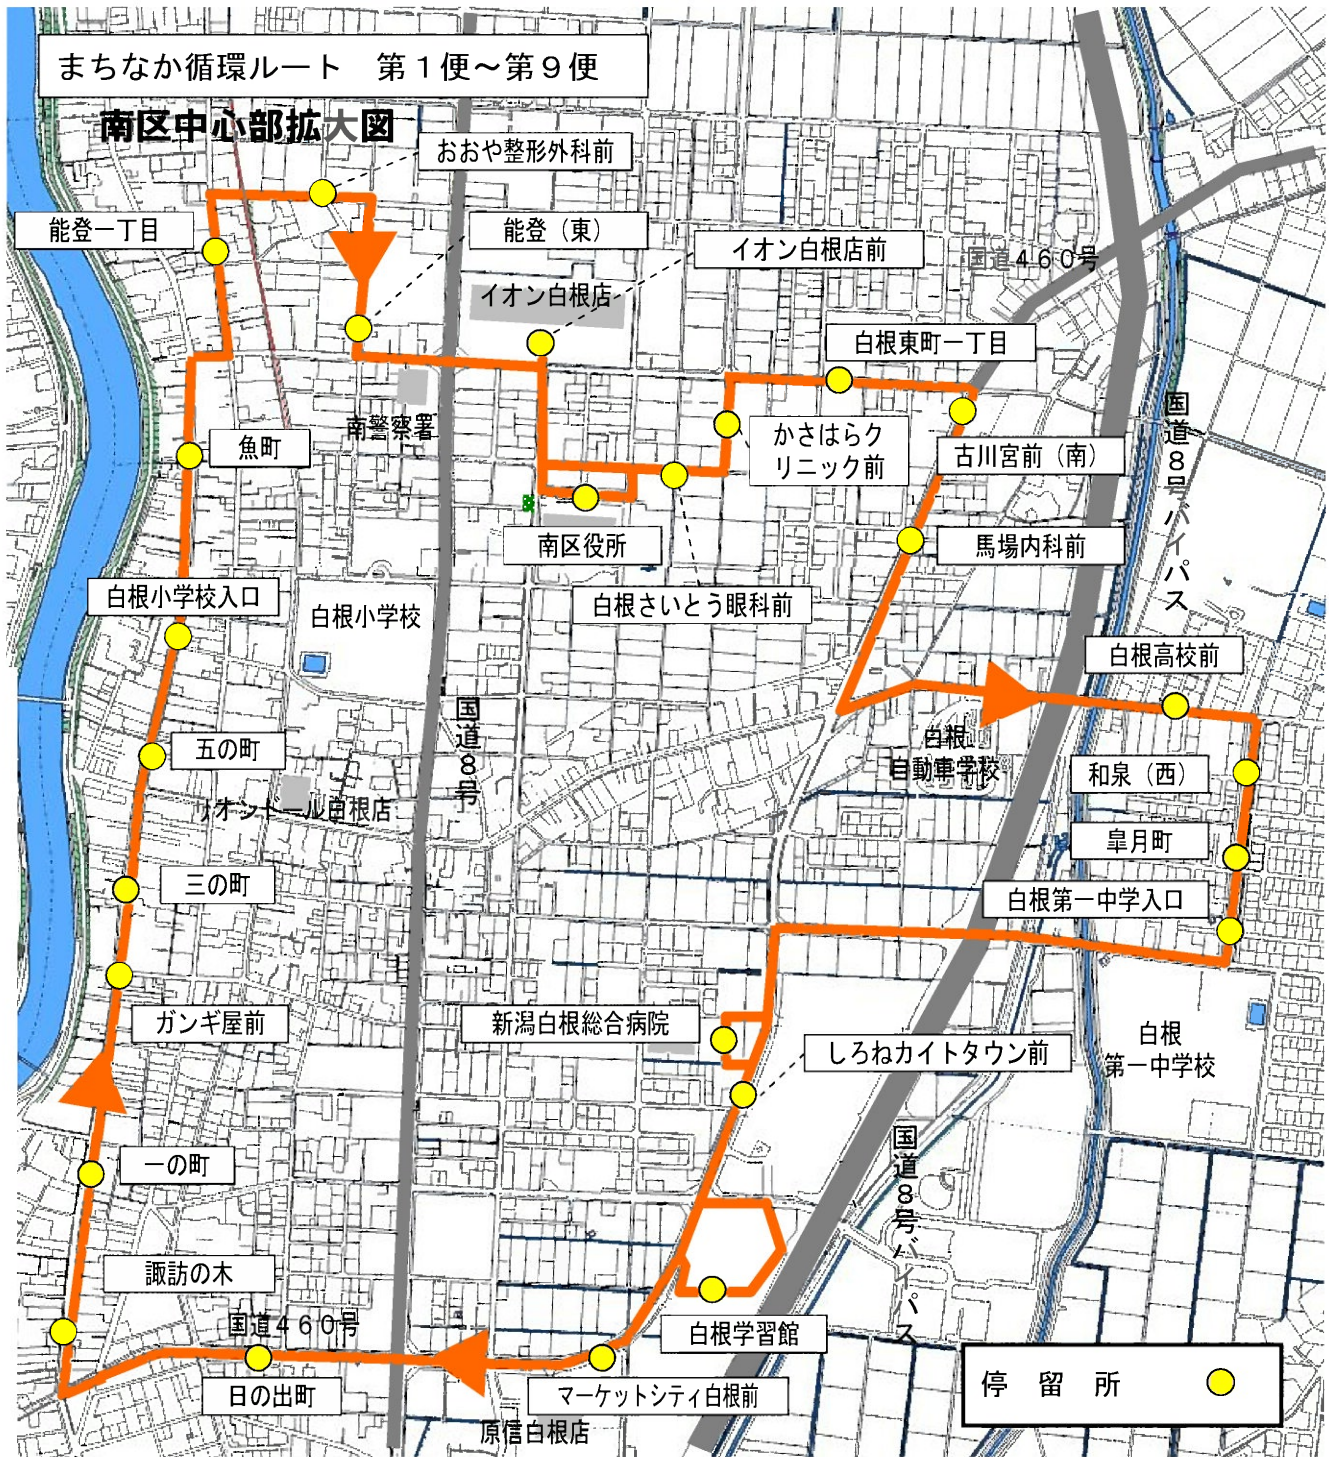 まちなか循環ルート　第１便～第９便
南区中心部拡大図
おおや整形外科前
能登一丁目
能登（東）
イオン白根店前
国道４６０号
イオン白根店
白根東町一丁目
南警察署
魚町
かさはらク
リニック前
古川宮前（南）
国道８号バイパス
南区役所
馬場内科前
白根小学校入口
白根小学校
白根さいとう眼科前
白根高校前
国道８号
五の町
白根
自動車学校
和泉（西）
リオンドール白根店
皐月町
三の町
白根第一中学入口
ガンギ屋前
新潟白根総合病院
しろねカイトタウン前
白根
第一中学校
一の町
国道８号バイパス
諏訪の木
国道４６０号
白根学習館
日の出町
マーケットシティ白根前
原信白根店
停　留　所